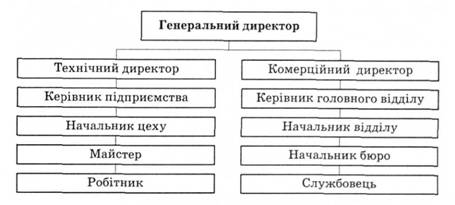 Генеральний директор
Технічний директор
Комерційний директор
Керівник підприємства
Керівник головного відділу
Начальник цеху
Начальник відділу
Майстер
Начальник бюро
Робітник
Службовець